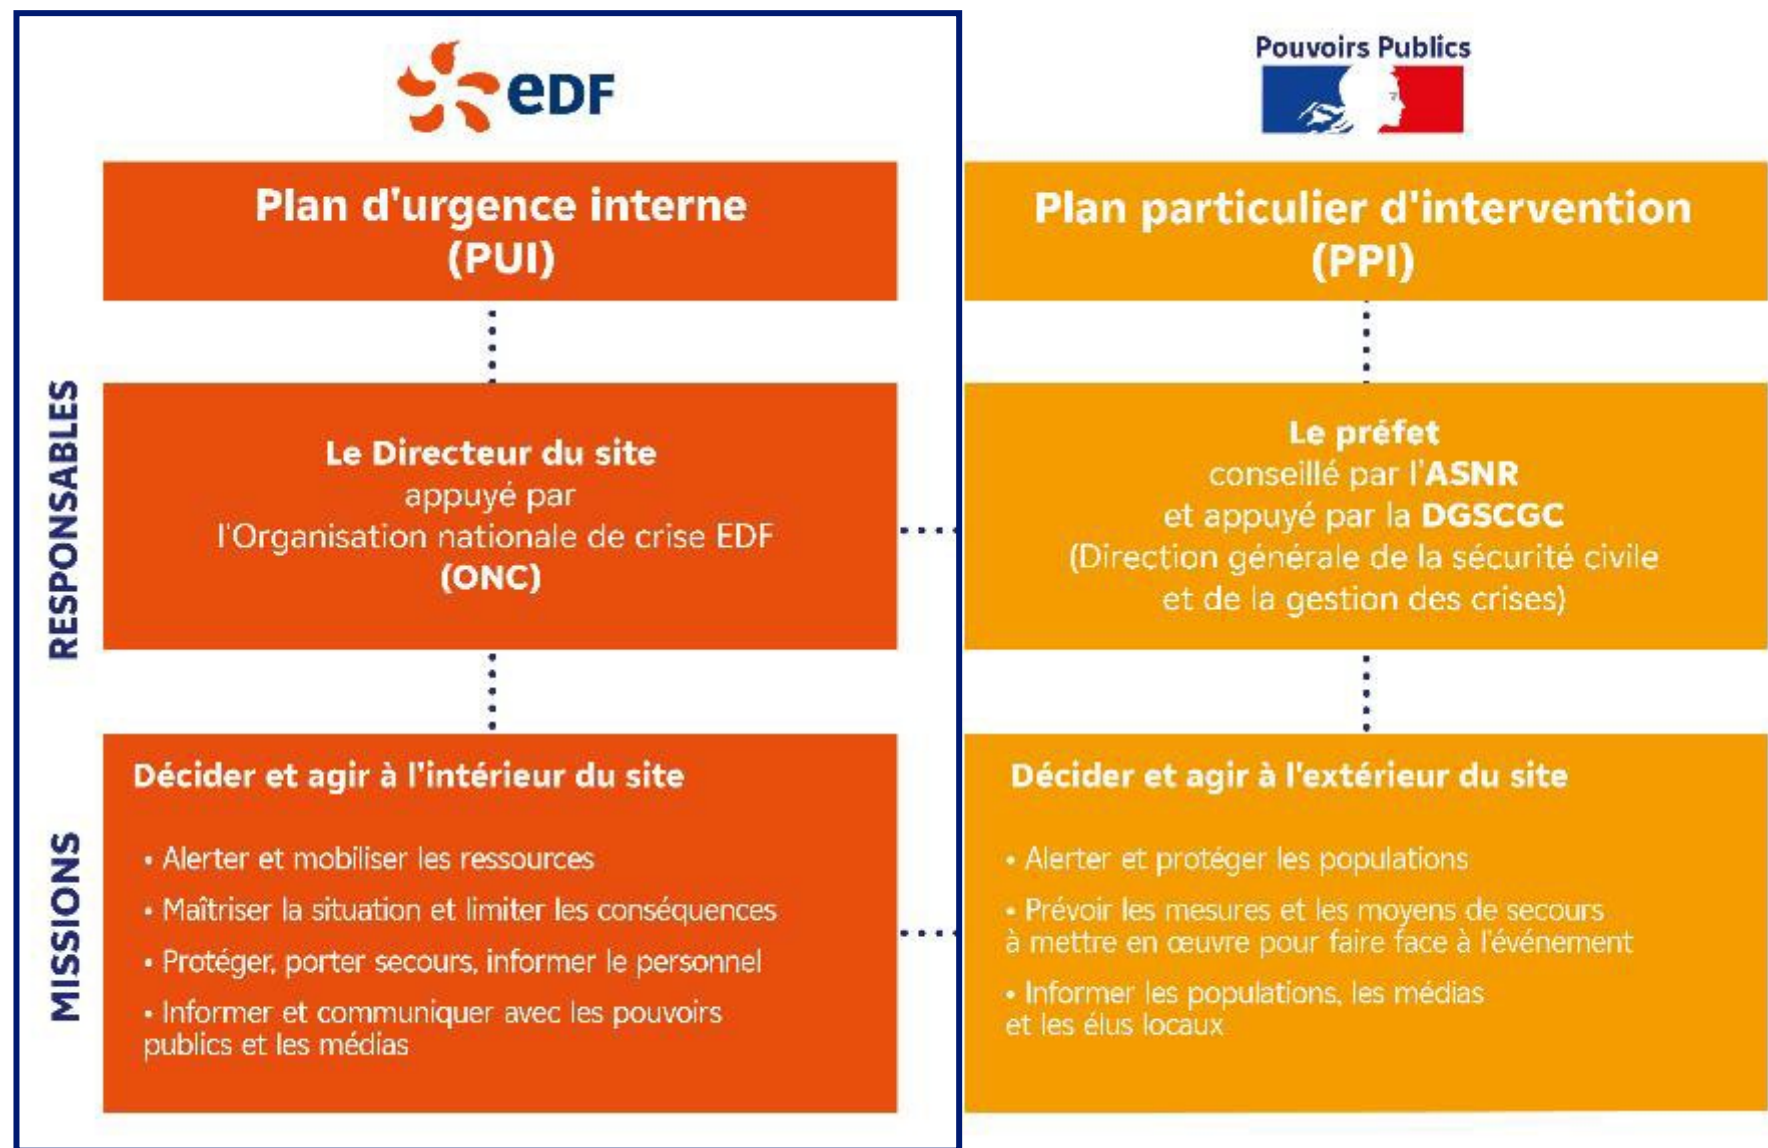 eDF
Plan d'urgence interne
(PUI)
RESPONSABLES
Le Directeur du site
appuyé par
l'Organisation nationale de crise EDF
(ONC)
MISSIONS
Décider et agir à l'intérieur du site
• Alerter et mobiliser les ressources
• Maîtriser la situation et limiter les conséquences
• Protéger, porter secours, informer le personnel
• Informer et communiquer avec les pouvoirs
publics et les médias
Pouvoirs Publics
Plan particulier d'intervention
(PPI)
Le préfet
conseillé par l'ASNR
et appuyé par la DGSCGC
(Direction générale de la sécurité civile
et de la gestion des crises)
Décider et agir à l'extérieur du site
• Alerter et protéger les populations
• Prévoir les mesures et les moyens de secours
à mettre en œuvre pour faire face à l'événement
• Informer les populations, les médias
et les élus locaux